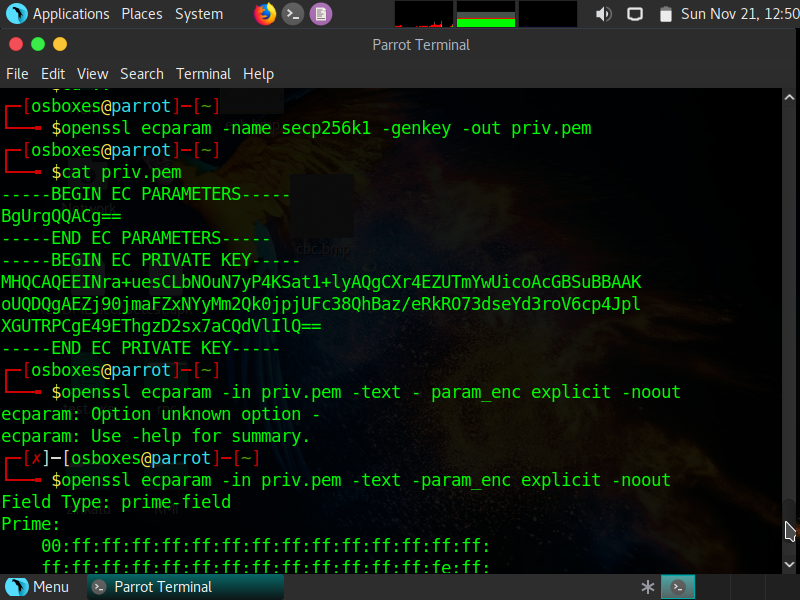 Applications Places System Sun Nov 21, 12:50
Parrot Terminal
File Edit View Search Terminal Help
[osboxes@parrot]-[~]
$openssl ecparam -name secp256k1 -genkey -out priv.pem
[osboxes@parrot]-[~]
$cat priv.pem
-----BEGIN EC PARAMETERS-----
BgUrgQQACg==
-----END EC PARAMETERS-----
-----BEGIN EC PRIVATE KEY-----
MHQCAQEEINra+uesCLbNOuN7yP4KSat1+lyAQgCXr4EZUTmYwUicoAcGBSuBBAAK
oUQDQgAEZj90jmaFZxNYyMm2Qk0jpjUFc38QhBaz/eRkRO73dseYd3roV6cp4Jpl
XGUTRPCgE49EThgzD2sx7aCQdVlIlQ==
-----END EC PRIVATE KEY-----
[osboxes@parrot]-[~]
$openssl ecparam -in priv.pem -text - param_enc explicit -noout
ecparam: Option unknown option -
ecparam: Use -help for summary.
[✗]-[osboxes@parrot]-[~]
$openssl ecparam -in priv.pem -text -param_enc explicit -noout
Field Type: prime-field
Prime:
00:ff:ff:ff:ff:ff:ff:ff:ff:ff:ff:ff:ff:ff:ff:
ff:ff:ff:ff:ff:ff:ff:ff:ff:ff:ff:ff:ff:fe:ff:
Menu Parrot Terminal